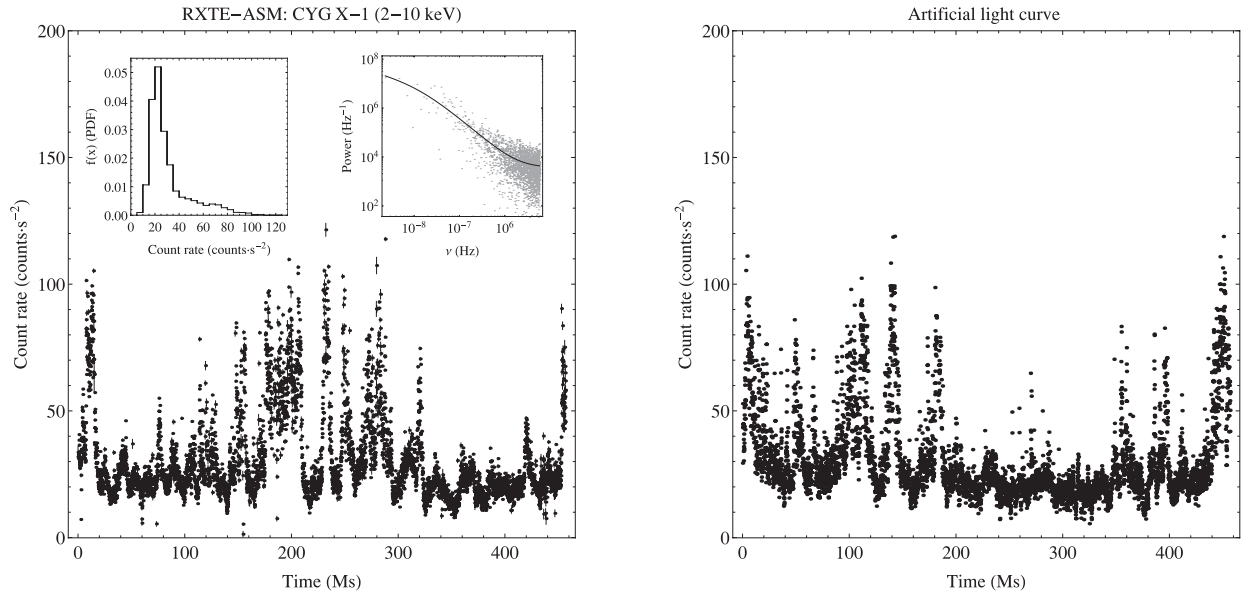 RXTE−ASM: CYG X−1 (2−10 keV)
200
150
100
50
0
Count rate (counts·s⁻²)
0 100 200 300 400
Time (Ms)
0.05
0.04
0.03
0.02
0.01
0.00
f(x) (PDF)
0 20 40 60 80 100 120
Count rate (counts·s⁻²)
10⁸
10⁶
10⁴
10²
Power (Hz⁻¹)
10⁻⁸ 10⁻⁷ 10⁻⁶
ν (Hz)
Artificial light curve
200
150
100
50
0
Count rate (counts·s⁻²)
0 100 200 300 400
Time (Ms)